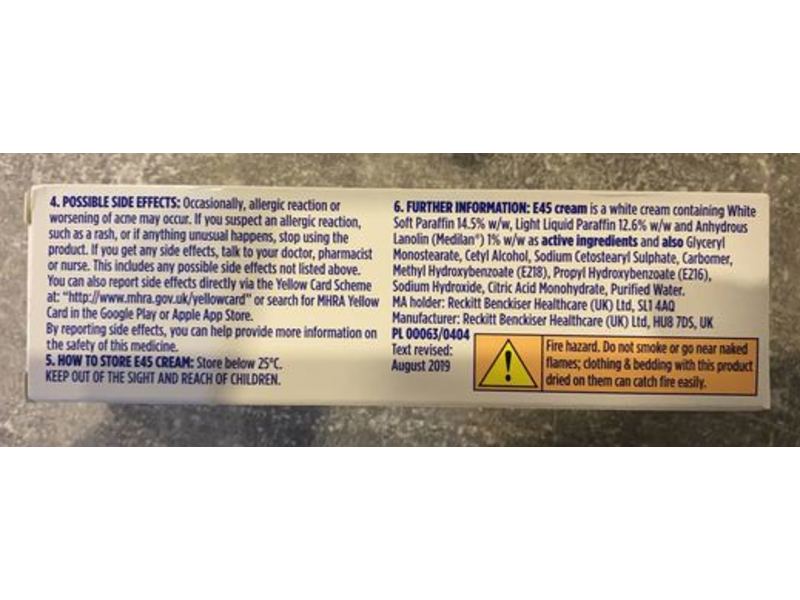 4. POSSIBLE SIDE EFFECTS: Occasionally, allergic reaction or
worsening of acne may occur. If you suspect an allergic reaction,
such as a rash, or if anything unusual happens, stop using the
product. If you get any side effects, talk to your doctor, pharmacist
or nurse. This includes any possible side effects not listed above.
You can also report side effects directly via the Yellow Card Scheme
at: "http://www.mhra.gov.uk/yellowcard" or search for MHRA Yellow
Card in the Google Play or Apple App Store.
By reporting side effects, you can help provide more information on
the safety of this medicine.
5. HOW TO STORE E45 CREAM: Store below 25°C.
KEEP OUT OF THE SIGHT AND REACH OF CHILDREN.
6. FURTHER INFORMATION: E45 cream is a white cream containing White
Soft Paraffin 14.5% w/w, Light Liquid Paraffin 12.6% w/w and Anhydrous
Lanolin (Medilan®) 1% w/w as active ingredients and also Glyceryl
Monostearate, Cetyl Alcohol, Sodium Cetostearyl Sulphate, Carbomer,
Methyl Hydroxybenzoate (E218), Propyl Hydroxybenzoate (E216),
Sodium Hydroxide, Citric Acid Monohydrate, Purified Water.
MA holder: Reckitt Benckiser Healthcare (UK) Ltd, SL1 4AQ
Manufacturer: Reckitt Benckiser Healthcare (UK) Ltd, HU8 7DS, UK
PL 00063/0404
Text revised:
August 2019
Fire hazard. Do not smoke or go near naked
flames; clothing & bedding with this product
dried on them can catch fire easily.